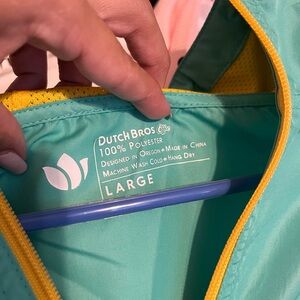 Dutch Bros
100% Polyester
Designed in Oregon • Made in China
Machine Wash Cold • Hang Dry
LARGE